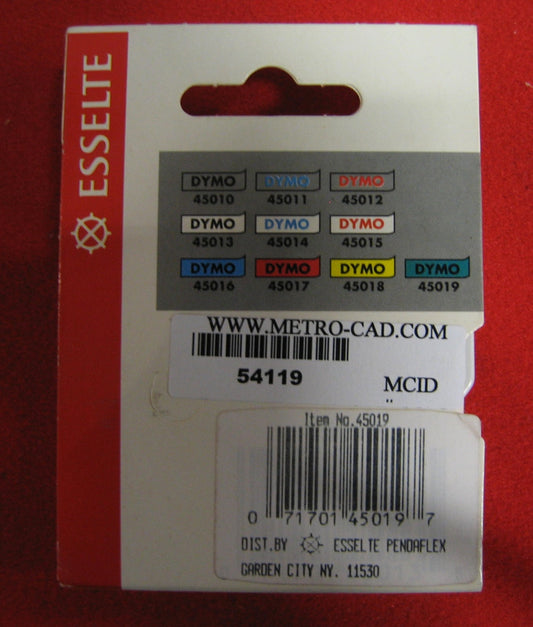 ESSELTE
DYMO DYMO DYMO
45010 45011 45012
DYMO DYMO DYMO
45013 45014 45015
DYMO DYMO DYMO DYMO
45016 45017 45018 45019
WWW.METRO-CAD.COM
54119
MCID
Item No.45019
0 71701 45019 7
DIST.BY ESSELTE PENDAFLEX
GARDEN CITY NY. 11530